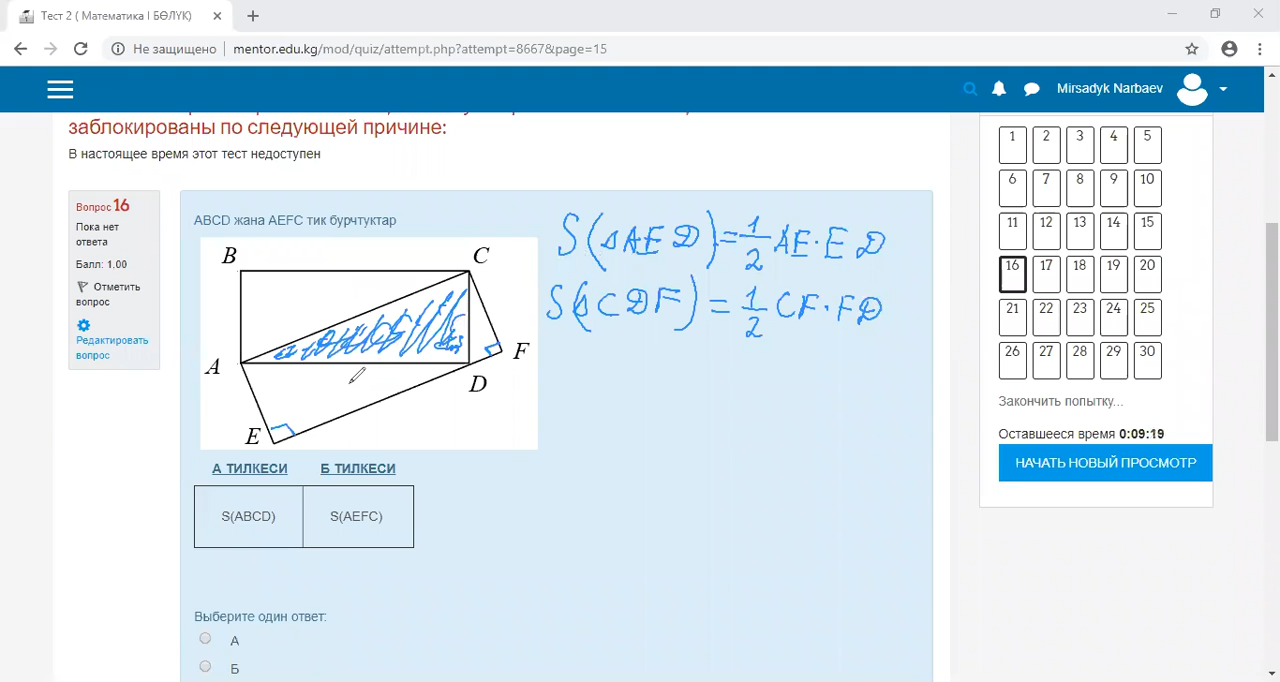 Тест 2 ( Математика I БӨЛҮК)
Не защищено
mentor.edu.kg/mod/quiz/attempt.php?attempt=8667&page=15
Mirsadyk Narbaev
заблокированы по следующей причине:
В настоящее время этот тест недоступен
Вопрос 16
Пока нет
ответа
Балл: 1,00
Отметить
вопрос
Редактировать
вопрос
ABCD жана AEFC тик бурчтуктар
B
C
A
F
D
E
S(ΔAED)=1/2 AE·ED
S(ΔCDF)=1/2 CF·FD
А ТИЛКЕСИ Б ТИЛКЕСИ
S(ABCD) S(AEFC)
Выберите один ответ:
А
Б
1 2 3 4 5
6 7 8 9 10
11 12 13 14 15
16 17 18 19 20
21 22 23 24 25
26 27 28 29 30
Закончить попытку...
Оставшееся время 0:09:19
НАЧАТЬ НОВЫЙ ПРОСМОТР